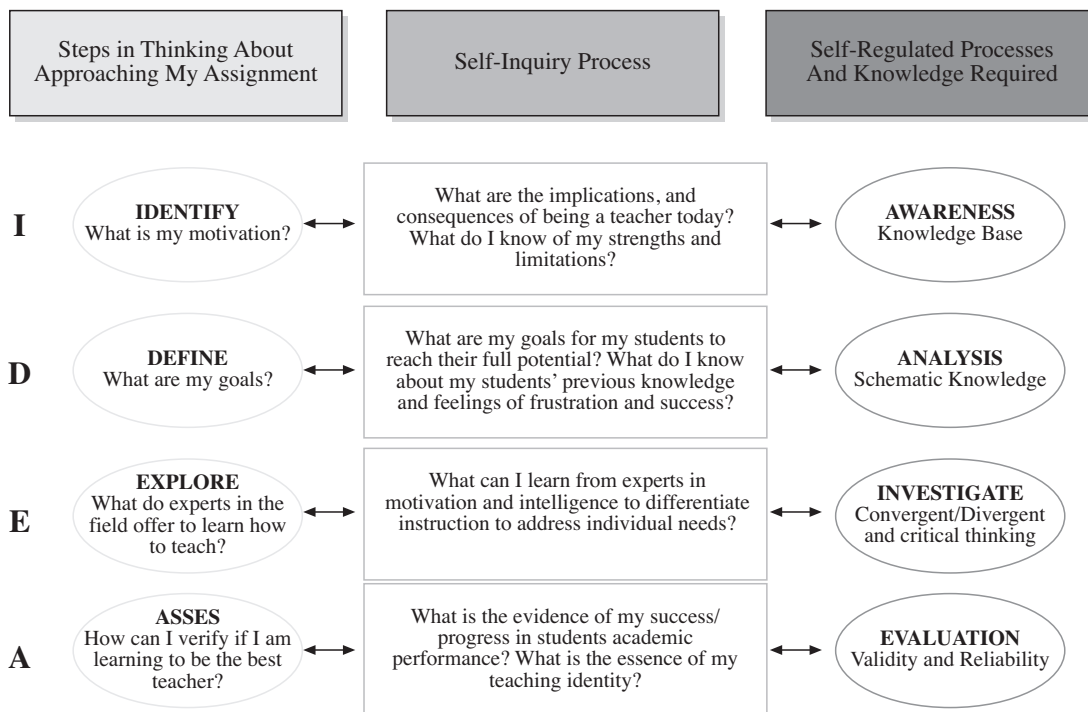 Steps in Thinking About
Approaching My Assignment
Self-Inquiry Process
Self-Regulated Processes
And Knowledge Required
I
IDENTIFY
What is my motivation?
What are the implications, and
consequences of being a teacher today?
What do I know of my strengths and
limitations?
AWARENESS
Knowledge Base
D
DEFINE
What are my goals?
What are my goals for my students to
reach their full potential? What do I know
about my students’ previous knowledge
and feelings of frustration and success?
ANALYSIS
Schematic Knowledge
E
EXPLORE
What do experts in the
field offer to learn how
to teach?
What can I learn from experts in
motivation and intelligence to differentiate
instruction to address individual needs?
INVESTIGATE
Convergent/Divergent
and critical thinking
A
ASSES
How can I verify if I am
learning to be the best
teacher?
What is the evidence of my success/
progress in students academic
performance? What is the essence of my
teaching identity?
EVALUATION
Validity and Reliability